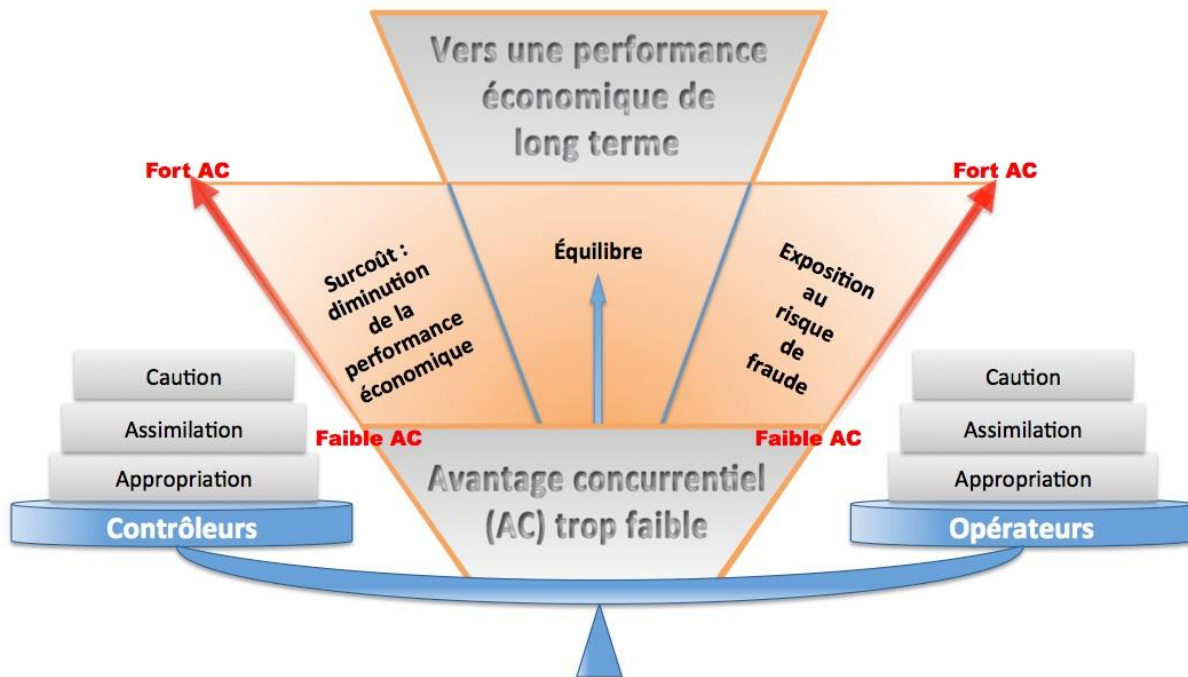 Vers une performance
économique de
long terme
Fort AC
Fort AC
Surcoût :
diminution
de la
performance
économique
Équilibre
Exposition
au
risque
de
fraude
Caution
Assimilation
Appropriation
Contrôleurs
Faible AC
Faible AC
Avantage concurrentiel
(AC) trop faible
Caution
Assimilation
Appropriation
Opérateurs